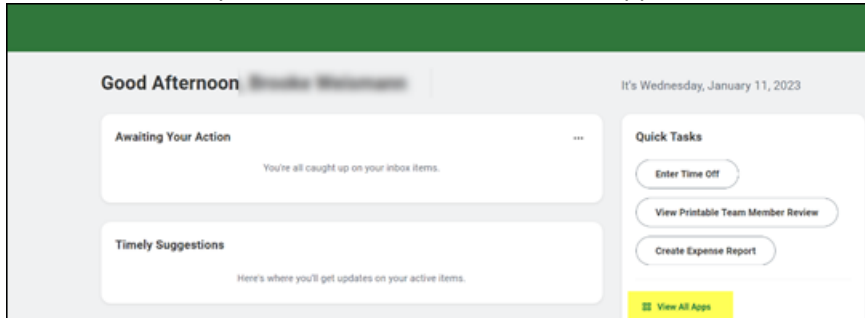 Good Afternoon
It's Wednesday, January 11, 2023
Awaiting Your Action
...
You're all caught up on your inbox items.
Timely Suggestions
Here's where you'll get updates on your active items.
Quick Tasks
Enter Time Off
View Printable Team Member Review
Create Expense Report
View All Apps